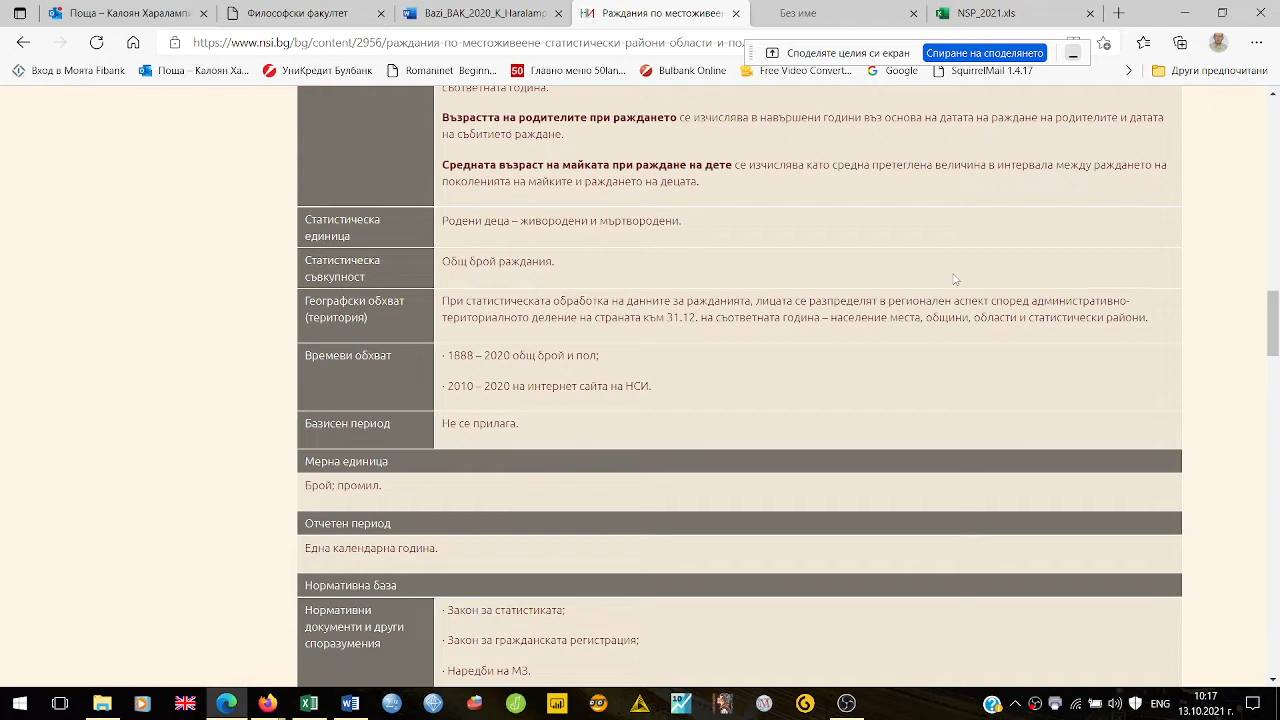 Поща – Калоян Харалампи
Философски факултет
Bazi_BAK_2020_K_Haralamp
Раждания по местоживеен
Без име
NSP_2021.xls
https://www.nsi.bg/bg/content/2956/раждания-по-местоживеене-статистически-райони-области-и-по
Споделяте целия си екран
Спиране на споделянето
Вход в Моята Fibank
Поща – Калоян Ха...
УниКредит Булбанк...
Romaninet | Beginn...
Главно меню 50lan...
Bulbank Online
Free Video Convert...
Google
SquirrelMail 1.4.17
Други предпочитани
съответната година.
Възрастта на родителите при раждането се изчислява в навършени години въз основа на датата на раждане на родителите и датата
на събитието раждане.
Средната възраст на майката при раждане на дете се изчислява като средна претеглена величина в интервала между раждането на
поколенията на майките и раждането на децата.
Статистическа
единица
Родени деца – живородени и мъртвородени.
Статистическа
съвкупност
Общ брой раждания.
Географски обхват
(територия)
При статистическата обработка на данните за ражданията, лицата се разпределят в регионален аспект според административно-
териториалното деление на страната към 31.12. на съответната година – население места, общини, области и статистически райони.
Времеви обхват
· 1888 – 2020 общ брой и пол;
· 2010 – 2020 на интернет сайта на НСИ.
Базисен период
Не се прилага.
Мерна единица
Брой; промил.
Отчетен период
Една календарна година.
Нормативна база
Нормативни
документи и други
споразумения
· Закон за статистиката;
· Закон за гражданската регистрация;
· Наредби на МЗ.
ENG
10:17
13.10.2021 г.